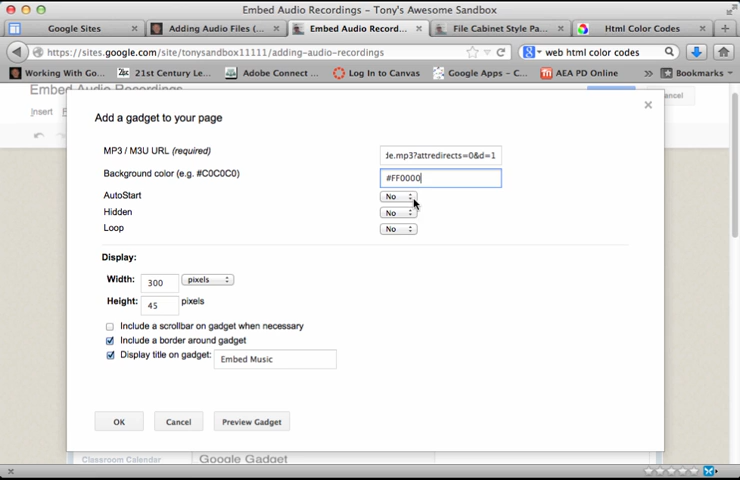 Embed Audio Recordings – Tony's Awesome Sandbox
Google Sites
Adding Audio Files (...
Embed Audio Record...
File Cabinet Style Pa...
Html Color Codes
https://sites.google.com/site/tonysandbox11111/adding-audio-recordings
web html color codes
Working With Go...
21st Century Le...
Adobe Connect ...
Log In to Canvas
Google Apps - C...
AEA PD Online
Bookmarks
Embed Audio Recordings
Insert
Cancel
Add a gadget to your page
MP3 / M3U URL (required)
de.mp3?attredirects=0&d=1
Background color (e.g. #C0C0C0)
#FF0000
AutoStart
No
Hidden
No
Loop
No
Display:
Width:
300
pixels
Height:
45
pixels
Include a scrollbar on gadget when necessary
Include a border around gadget
Display title on gadget:
Embed Music
OK
Cancel
Preview Gadget
Classroom Calendar
Google Gadget